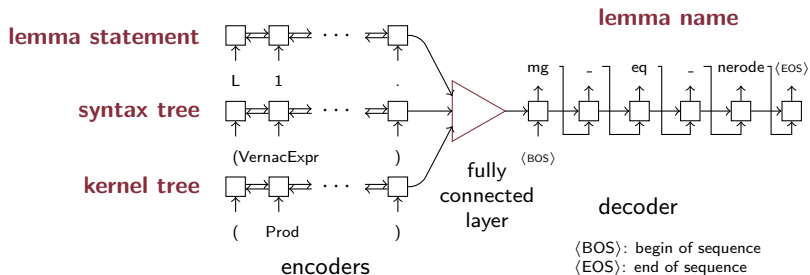 lemma name
lemma statement
L 1 · · · .
syntax tree
(VernacExpr · · · )
kernel tree
( Prod · · · )
encoders
fully
connected
layer
mg _ eq _ nerode ⟨EOS⟩
⟨BOS⟩
decoder
⟨BOS⟩: begin of sequence
⟨EOS⟩: end of sequence